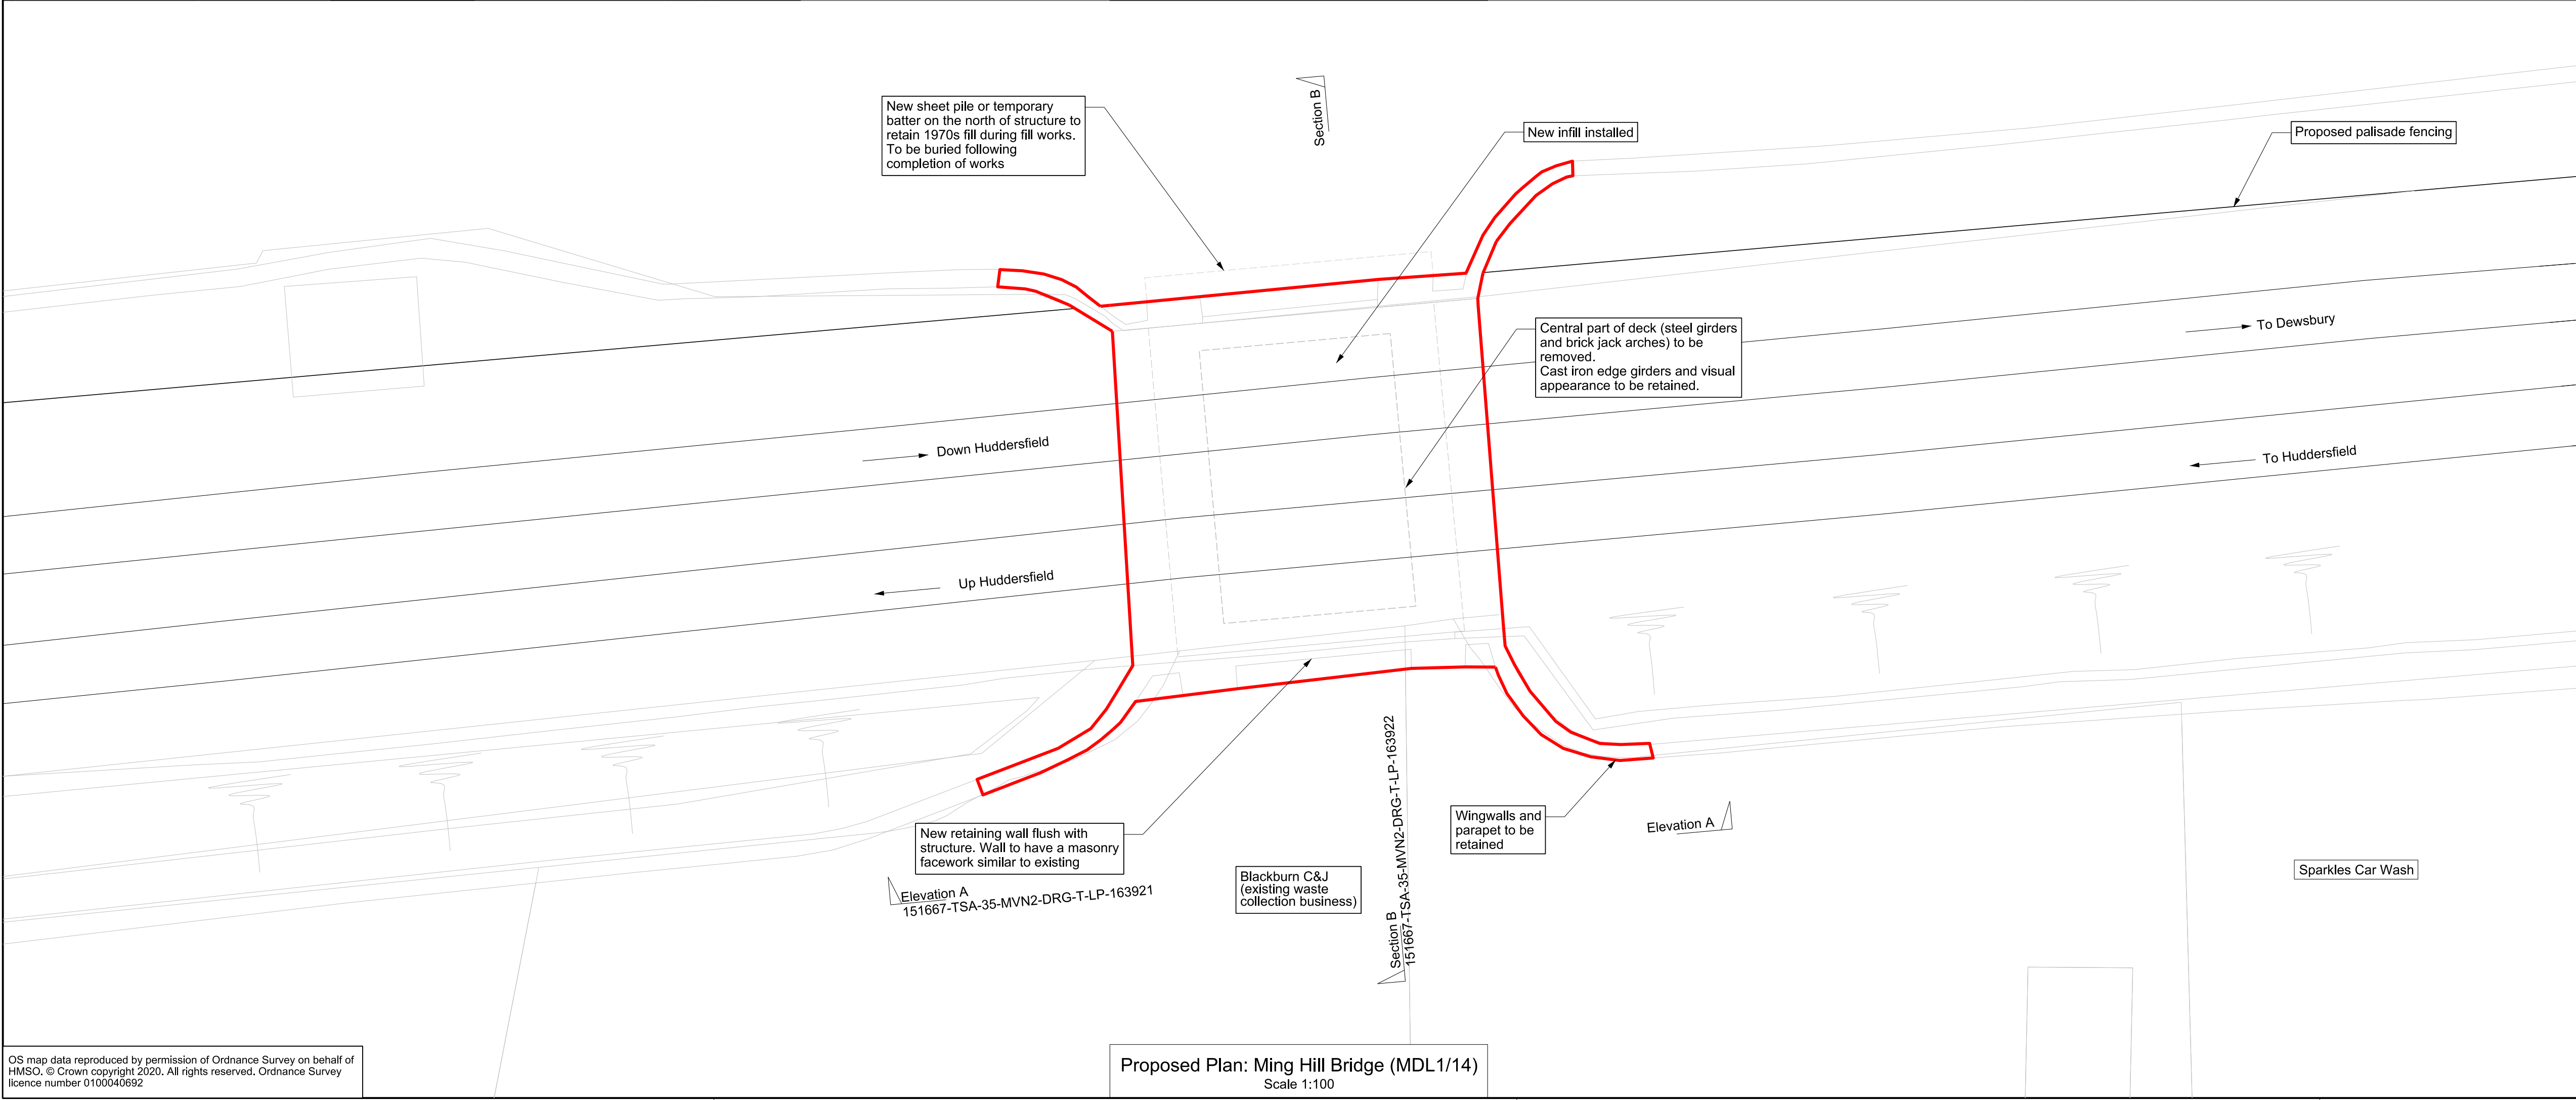 New sheet pile or temporary
batter on the north of structure to
retain 1970s fill during fill works.
To be buried following
completion of works
Section B
New infill installed
Proposed palisade fencing
Central part of deck (steel girders
and brick jack arches) to be
removed.
Cast iron edge girders and visual
appearance to be retained.
To Dewsbury
Down Huddersfield
To Huddersfield
Up Huddersfield
New retaining wall flush with
structure. Wall to have a masonry
facework similar to existing
Elevation A
151667-TSA-35-MVN2-DRG-T-LP-163921
Blackburn C&J
(existing waste
collection business)
Section B
151667-TSA-35-MVN2-DRG-T-LP-163922
Wingwalls and
parapet to be
retained
Elevation A
Sparkles Car Wash
OS map data reproduced by permission of Ordnance Survey on behalf of
HMSO. © Crown copyright 2020. All rights reserved. Ordnance Survey
licence number 0100040692
Proposed Plan: Ming Hill Bridge (MDL1/14)
Scale 1:100